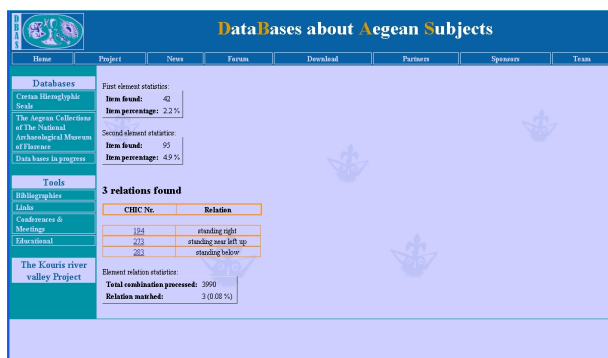 DBAS
DataBases about Aegean Subjects
Home Project News Forum Download Partners Sponsors Team
Databases
Cretan Hieroglyphic
Seals
The Aegean Collections
of The National
Archaeological Museum
of Florence
Data bases in progress
Tools
Bibliographies
Links
Conferences &
Meetings
Educational
The Kouris river
valley Project
First element statistics:
Item found: 42
Item percentage: 2.2 %
Second element statistics:
Item found: 95
Item percentage: 4.9 %
3 relations found
CHIC Nr. Relation
194 standing right
273 standing near left up
283 standing below
Element relation statistics:
Total combination processed: 3990
Relation matched: 3 (0.08 %)